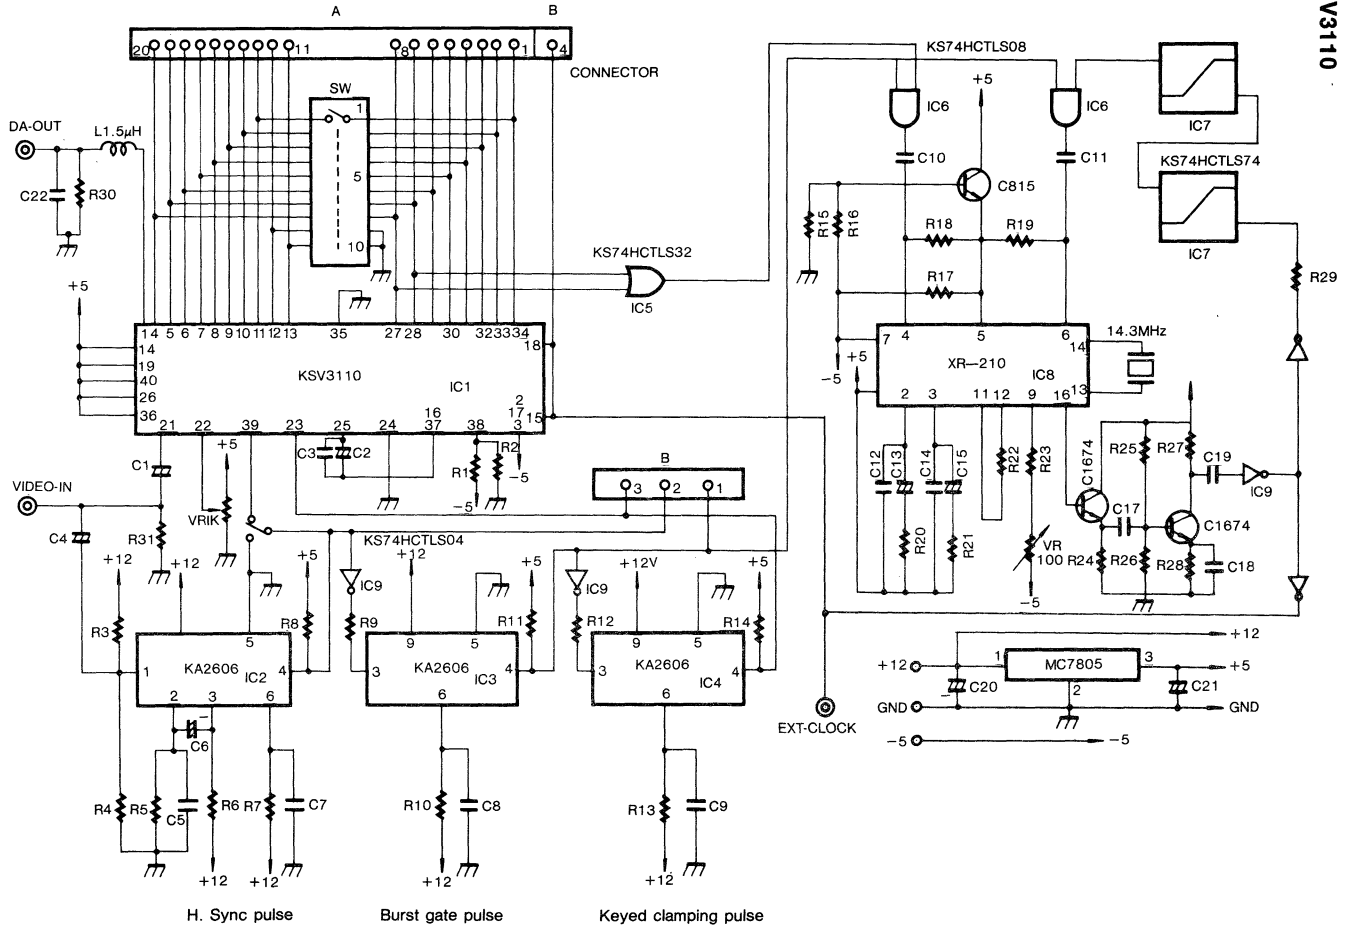 V3110
A
B
20
11
8
1
4
CONNECTOR
KS74HCTLS08
+5
IC6
IC6
IC7
KS74HCTLS74
IC7
DA-OUT
L1.5μH
SW
1
5
10
C22
R30
C10
C11
C815
R15
R16
R18
R19
R17
R29
KS74HCTLS32
IC5
+5
14 5 6 7 8 9 10 11 12 13 35 27 28 30 32 33 34
14
19
40
26
36
18
2
17
15
KSV3110
IC1
16
21 22 39 23 25 24 37 38 3
7
4
5
6
14
13
XR-210
IC8
2 3 11 12 9 16
14.3MHz
-5
+5
C1
+5
C3
C2
R1
R2
-5
-5
VRIK
VIDEO-IN
C4
R31
B
3
2
1
C12
C13
C14
C15
R22
R23
R20
R21
VR
100
-5
C1674
R25
R27
C19
IC9
C17
C1674
R24
R26
R28
C18
KS74HCTLS04
+12
+12
+5
+12
+5
+12V
+5
IC9
IC9
R3
R8
R9
R11
R12
R14
1
5
4
KA2606
IC2
2
3
6
9
5
3
4
KA2606
IC3
6
9
5
3
4
KA2606
IC4
6
C6
R4
R5
C5
R6
R7
C7
R10
C8
R13
C9
+12
+12
+12
+12
EXT-CLOCK
+12
+12
1
MC7805
3
2
+5
C20
C21
GND
GND
-5
-5
H. Sync pulse
Burst gate pulse
Keyed clamping pulse